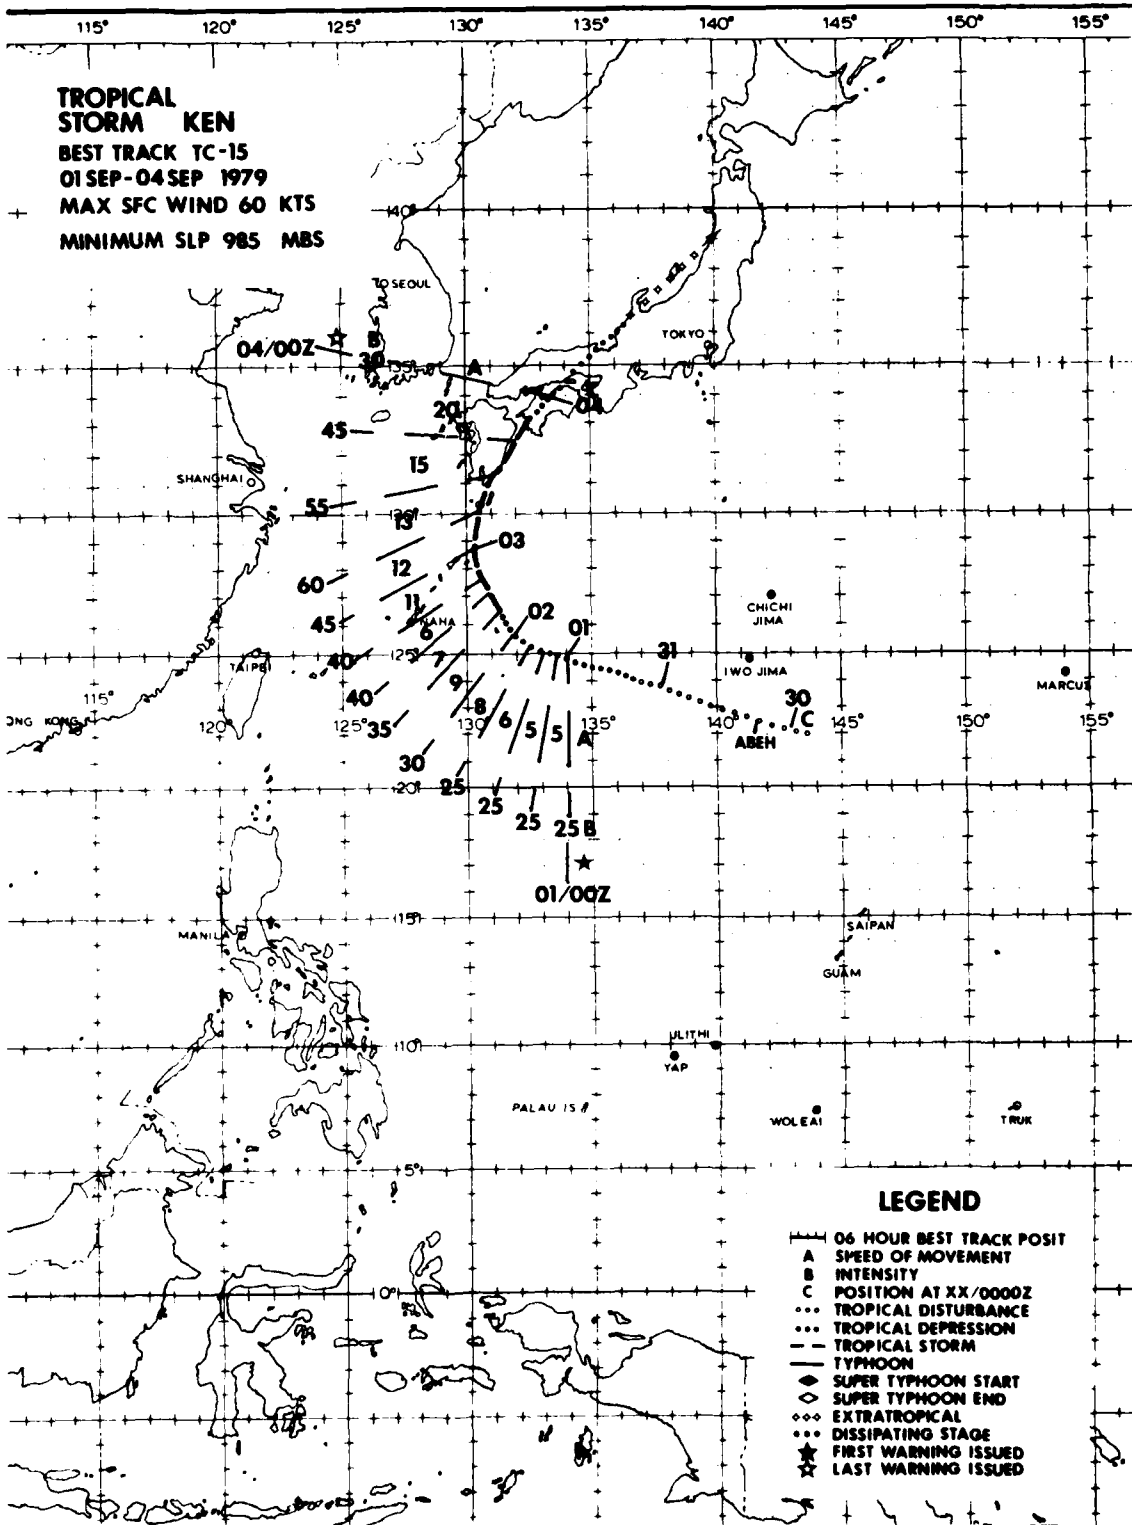 115° 120° 125° 130° 135° 140° 145° 150° 155°
TROPICAL
STORM KEN
BEST TRACK TC-15
01 SEP-04 SEP 1979
MAX SFC WIND 60 KTS
MINIMUM SLP 985 MBS
40°
TO SEOUL
B
04/00Z
30
35°
A
TOKYO
20
04
45
15
SHANGHAI
55
13
03
60
12
11
CHICHI
JIMA
45
NAHA
6
02
01
40
25°
7
31
TAIPEI
IWO JIMA
MARCUS
40
9
115°
8
30
ONG KONG
120°
125°
35
6
5
5
A
135°
140°
C
145°
150°
155°
ABEH
30
25
20°
25
25
25 B
01/00Z
15°
MANILA
SAIPAN
GUAM
10°
ULITHI
YAP
PALAU IS
WOLEAI
TRUK
5°
0°
LEGEND
06 HOUR BEST TRACK POSIT
A SPEED OF MOVEMENT
B INTENSITY
C POSITION AT XX/0000Z
TROPICAL DISTURBANCE
TROPICAL DEPRESSION
TROPICAL STORM
TYPHOON
SUPER TYPHOON START
SUPER TYPHOON END
EXTRATROPICAL
DISSIPATING STAGE
FIRST WARNING ISSUED
LAST WARNING ISSUED